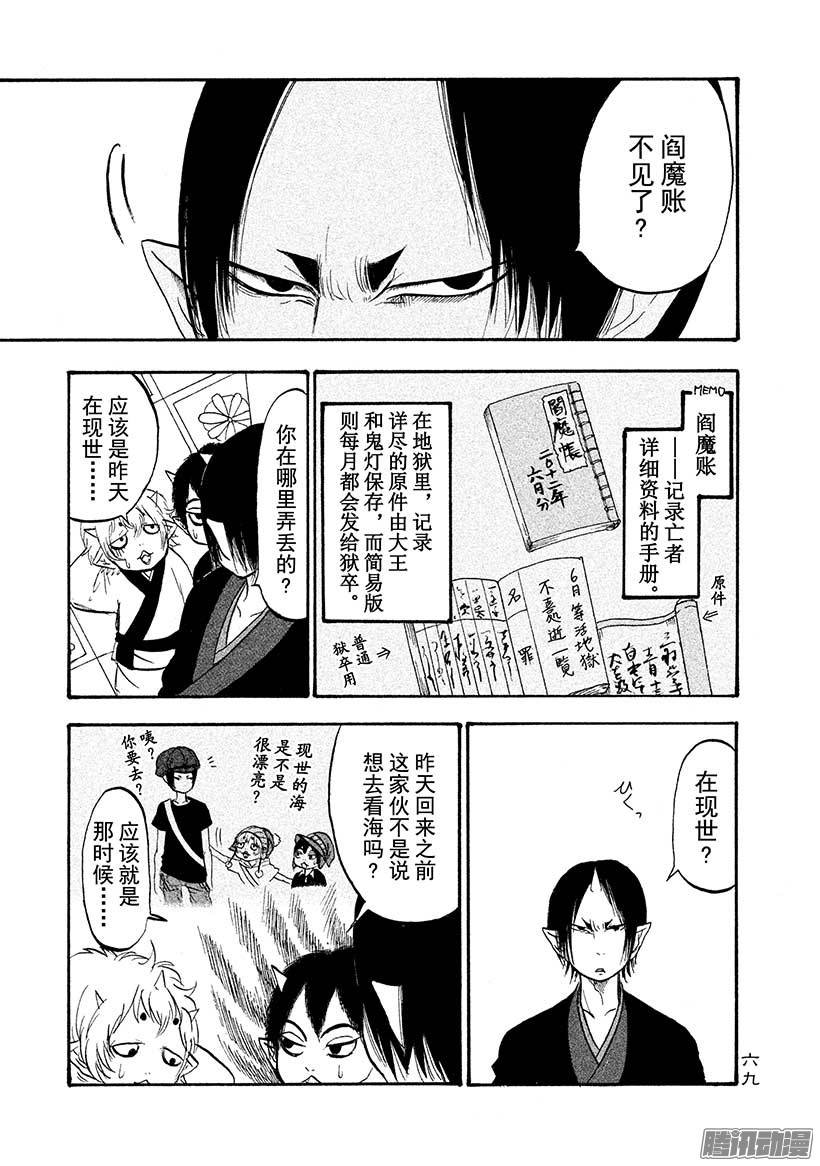 阎魔账
不见了？
MEMO
阎魔账
——记录亡者
详细资料的手册。
閻魔帳
二〇十二年
六月分
原件
在地狱里，记录
详尽的原件由大王
和鬼灯保存，而简易版
则每月都会发给狱卒。
6月等活地獄
一覧
名
罪
普通
狱卒用
你在
哪里弄
丢的？
应该是昨天
在现世……
在现世？
ひくっ
昨天回来之前
这家伙不是说
想去看海吗？
现世的海
是不是
很漂亮？
咦？
你要去？
应该就是
那时候……
六九
腾讯动漫